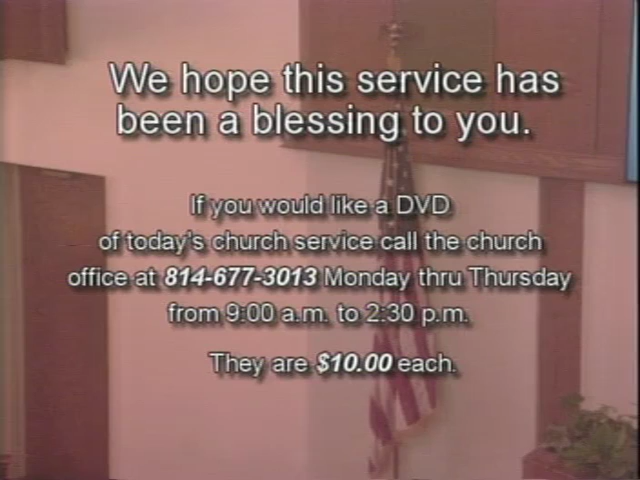 We hope this service has
been a blessing to you.
If you would like a DVD
of today's church service call the church
office at 814-677-3013 Monday thru Thursday
from 9:00 a.m. to 2:30 p.m.
They are $10.00 each.